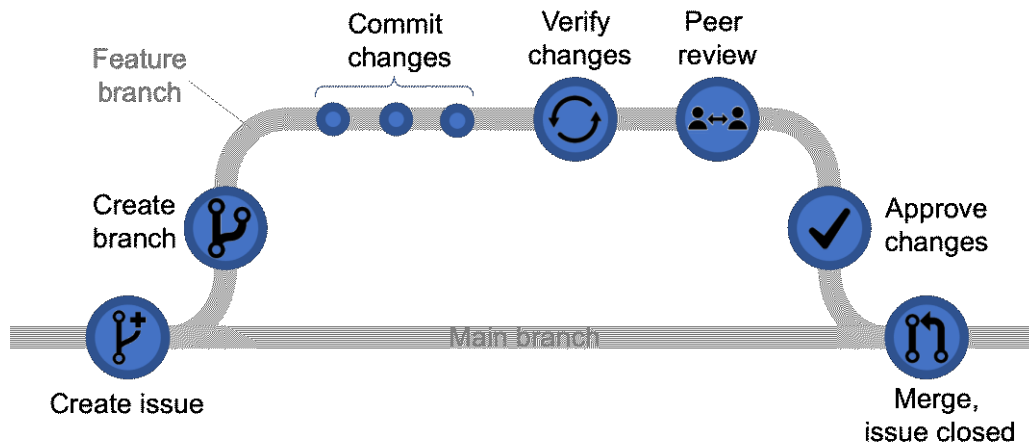 Feature
branch
Commit
changes
Verify
changes
Peer
review
Create
branch
Approve
changes
Main branch
Create issue
Merge,
issue closed